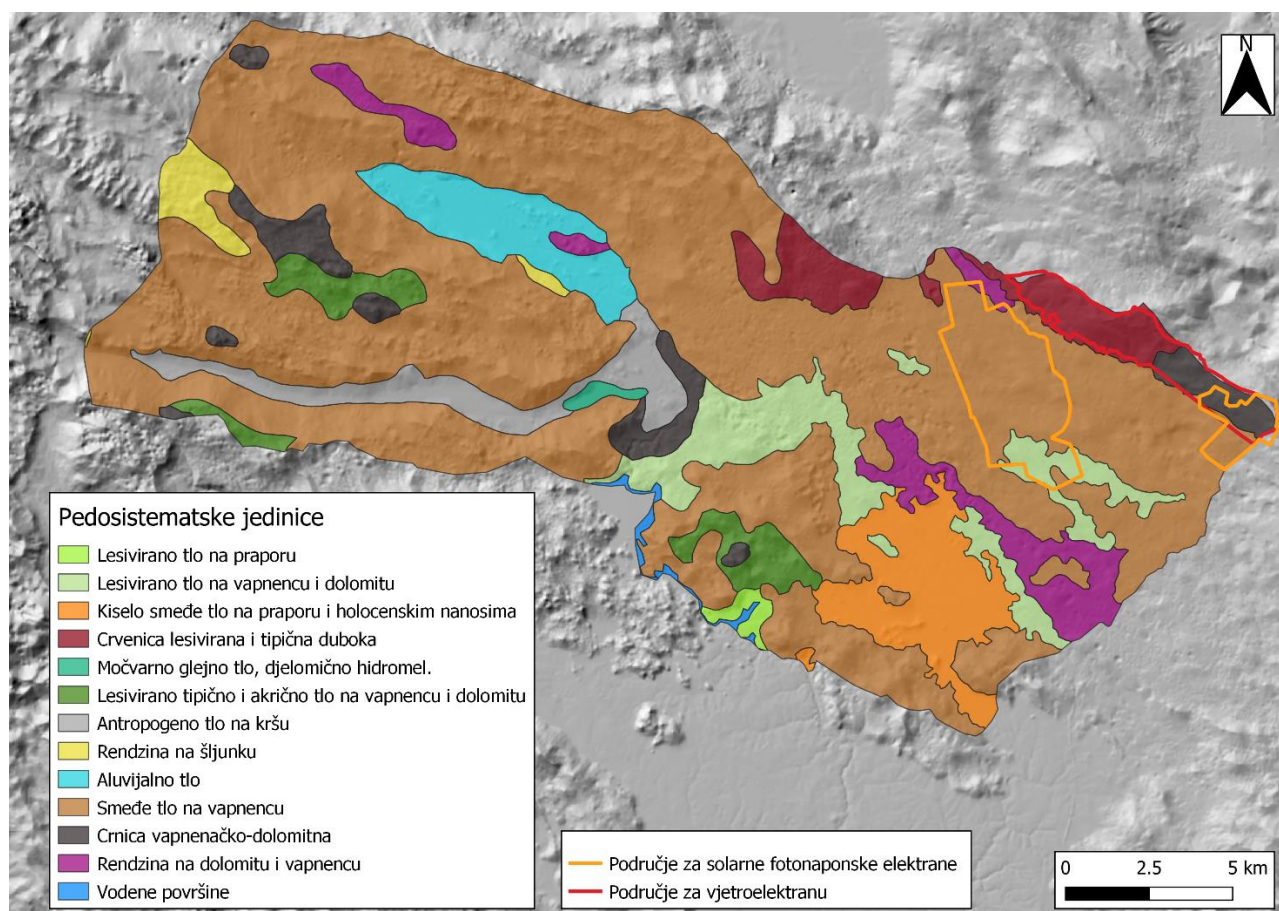 N
Pedosistematske jedinice
Lesivirano tlo na praporu
Lesivirano tlo na vapnencu i dolomitu
Kiselo smeđe tlo na praporu i holocenskim nanosima
Crvenica lesivirana i tipična duboka
Močvarno glejno tlo, djelomično hidromel.
Lesivirano tipično i akrično tlo na vapnencu i dolomitu
Antropogeno tlo na kršu
Rendzina na šljunku
Aluvijalno tlo
Smeđe tlo na vapnencu
Crnica vapnenačko-dolomitna
Rendzina na dolomitu i vapnencu
Vodene površine
Područje za solarne fotonaponske elektrane
Područje za vjetroelektranu
0 2.5 5 km